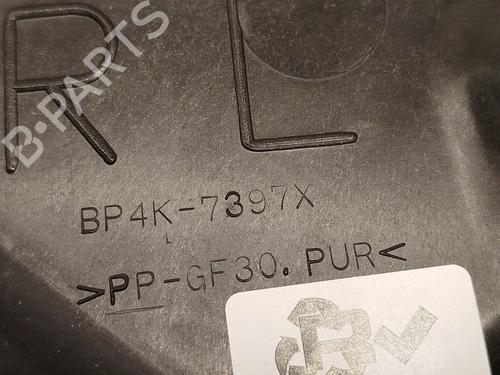 R L
B-PARTS
BP4K-7397X
>PP-GF30.PUR<